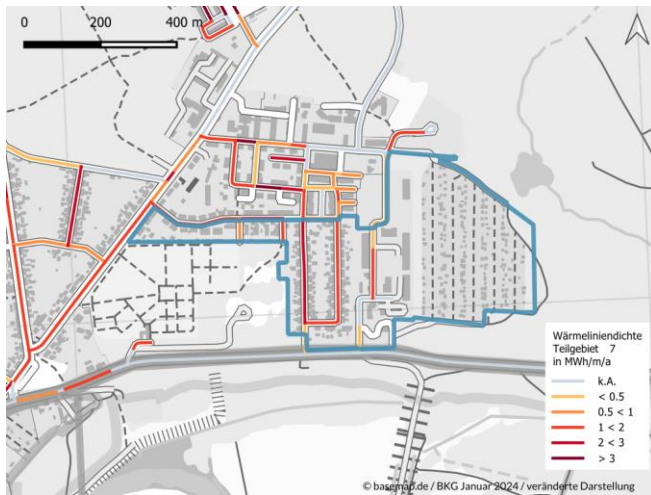 0 200 400 m
Wärmeliniendichte
Teilgebiet 7
in MWh/m/a
k.A.
< 0.5
0.5 < 1
1 < 2
2 < 3
> 3
© basemap.de / BKG Januar 2024 / veränderte Darstellung